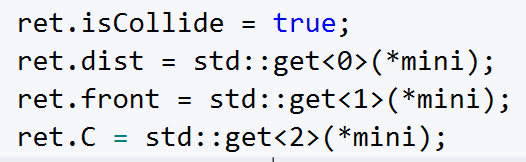 ret.isCollide = true;
ret.dist = std::get<0>(*mini);
ret.front = std::get<1>(*mini);
ret.C = std::get<2>(*mini);